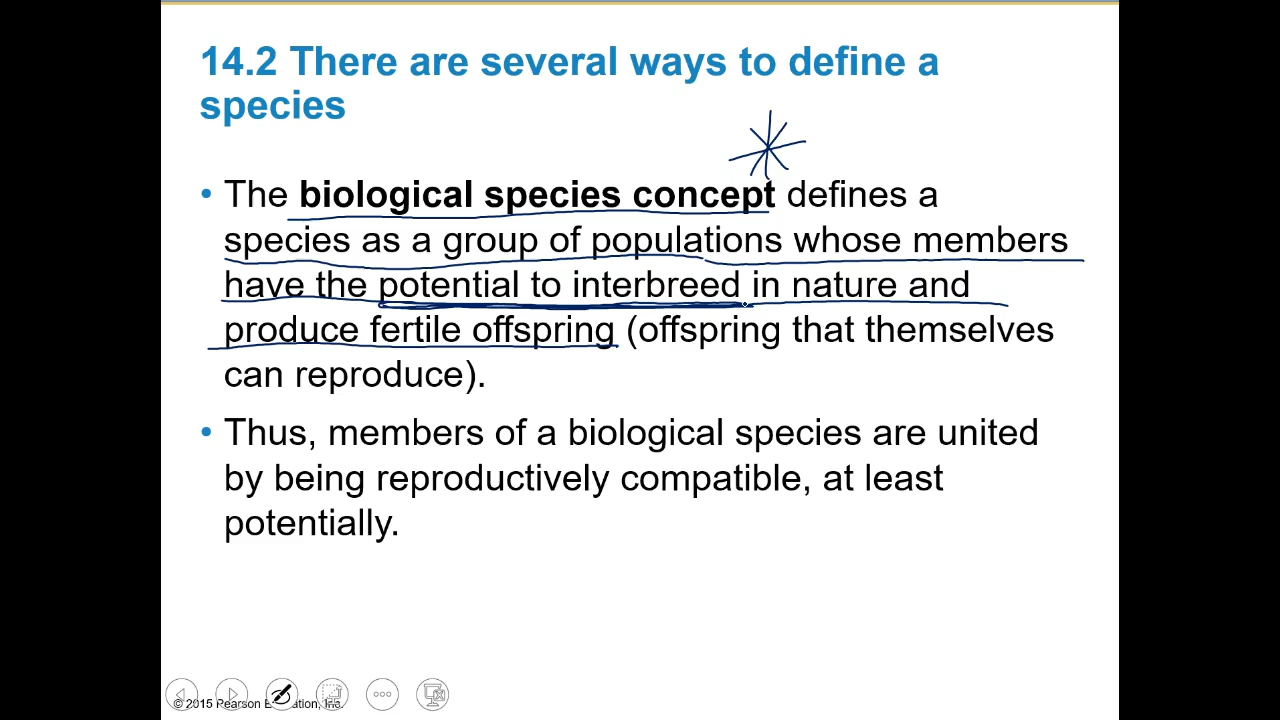 14.2 There are several ways to define a
species
• The biological species concept defines a
species as a group of populations whose members
have the potential to interbreed in nature and
produce fertile offspring (offspring that themselves
can reproduce).
• Thus, members of a biological species are united
by being reproductively compatible, at least
potentially.
© 2015 Pearson Inc.